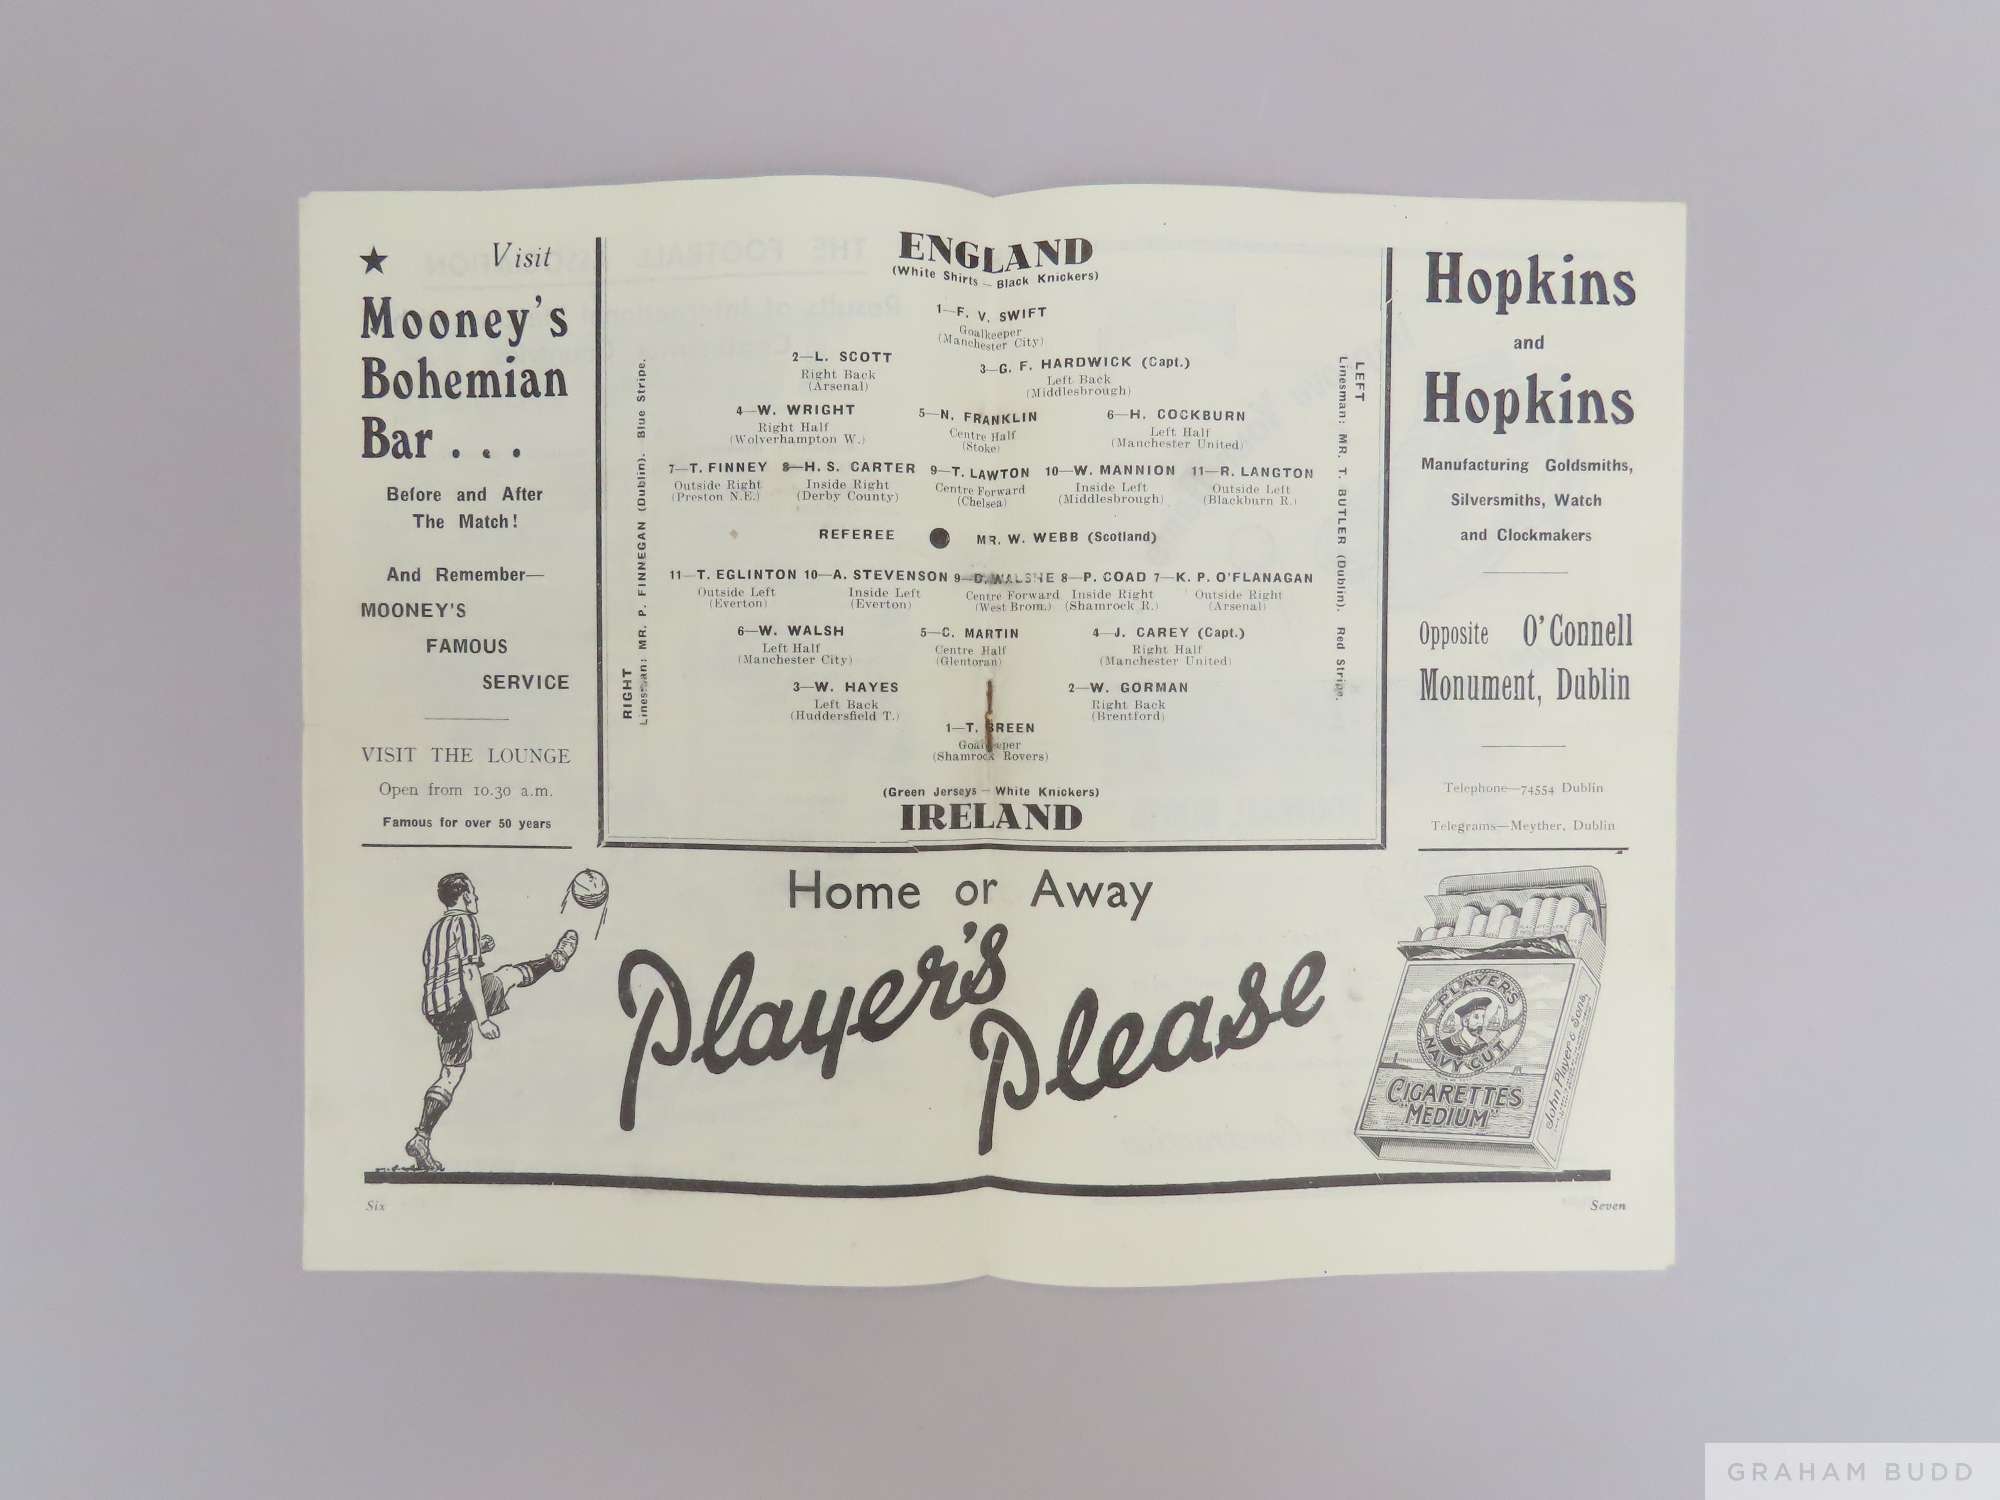 ★ Visit
Mooney's
Bohemian
Bar . . .
Before and After
The Match!
And Remember—
MOONEY'S
FAMOUS
SERVICE
VISIT THE LOUNGE
Open from 10.30 a.m.
Famous for over 50 years
ENGLAND
(White Shirts – Black Knickers)
1—F. V. SWIFT
Goalkeeper
(Manchester City)
2—L. SCOTT
Right Back
(Arsenal)
3—G. F. HARDWICK (Capt.)
Left Back
(Middlesbrough)
4—W. WRIGHT
Right Half
(Wolverhampton W.)
5—N. FRANKLIN
Centre Half
(Stoke)
6—H. COCKBURN
Left Half
(Manchester United)
7—T. FINNEY
Outside Right
(Preston N.E.)
8—H. S. CARTER
Inside Right
(Derby County)
9—T. LAWTON
Centre Forward
(Chelsea)
10—W. MANNION
Inside Left
(Middlesbrough)
11—R. LANGTON
Outside Left
(Blackburn R.)
REFEREE ● MR. W. WEBB (Scotland)
11—T. EGLINTON
Outside Left
(Everton)
10—A. STEVENSON
Inside Left
(Everton)
9—D. WALSHE
Centre Forward
(West Brom.)
8—P. COAD
Inside Right
(Shamrock R.)
7—K. P. O'FLANAGAN
Outside Right
(Arsenal)
6—W. WALSH
Left Half
(Manchester City)
5—C. MARTIN
Centre Half
(Glentoran)
4—J. CAREY (Capt.)
Right Half
(Manchester United)
3—W. HAYES
Left Back
(Huddersfield T.)
2—W. GORMAN
Right Back
(Brentford)
1—T. BREEN
Goalkeeper
(Shamrock Rovers)
(Green Jerseys – White Knickers)
IRELAND
RIGHT
Linesman: MR. P. FINNEGAN (Dublin). Blue Stripe.
LEFT
Linesman: MR. T. BUTLER (Dublin). Red Stripe.
Hopkins
and
Hopkins
Manufacturing Goldsmiths,
Silversmiths, Watch
and Clockmakers
Opposite O'Connell
Monument, Dublin
Telephone—74554 Dublin
Telegrams—Meyther, Dublin
Home or Away
Player's
Please
PLAYER'S
NAVY CUT
CIGARETTES
"MEDIUM"
John Player & Sons,
Six
Seven
GRAHAM BUDD